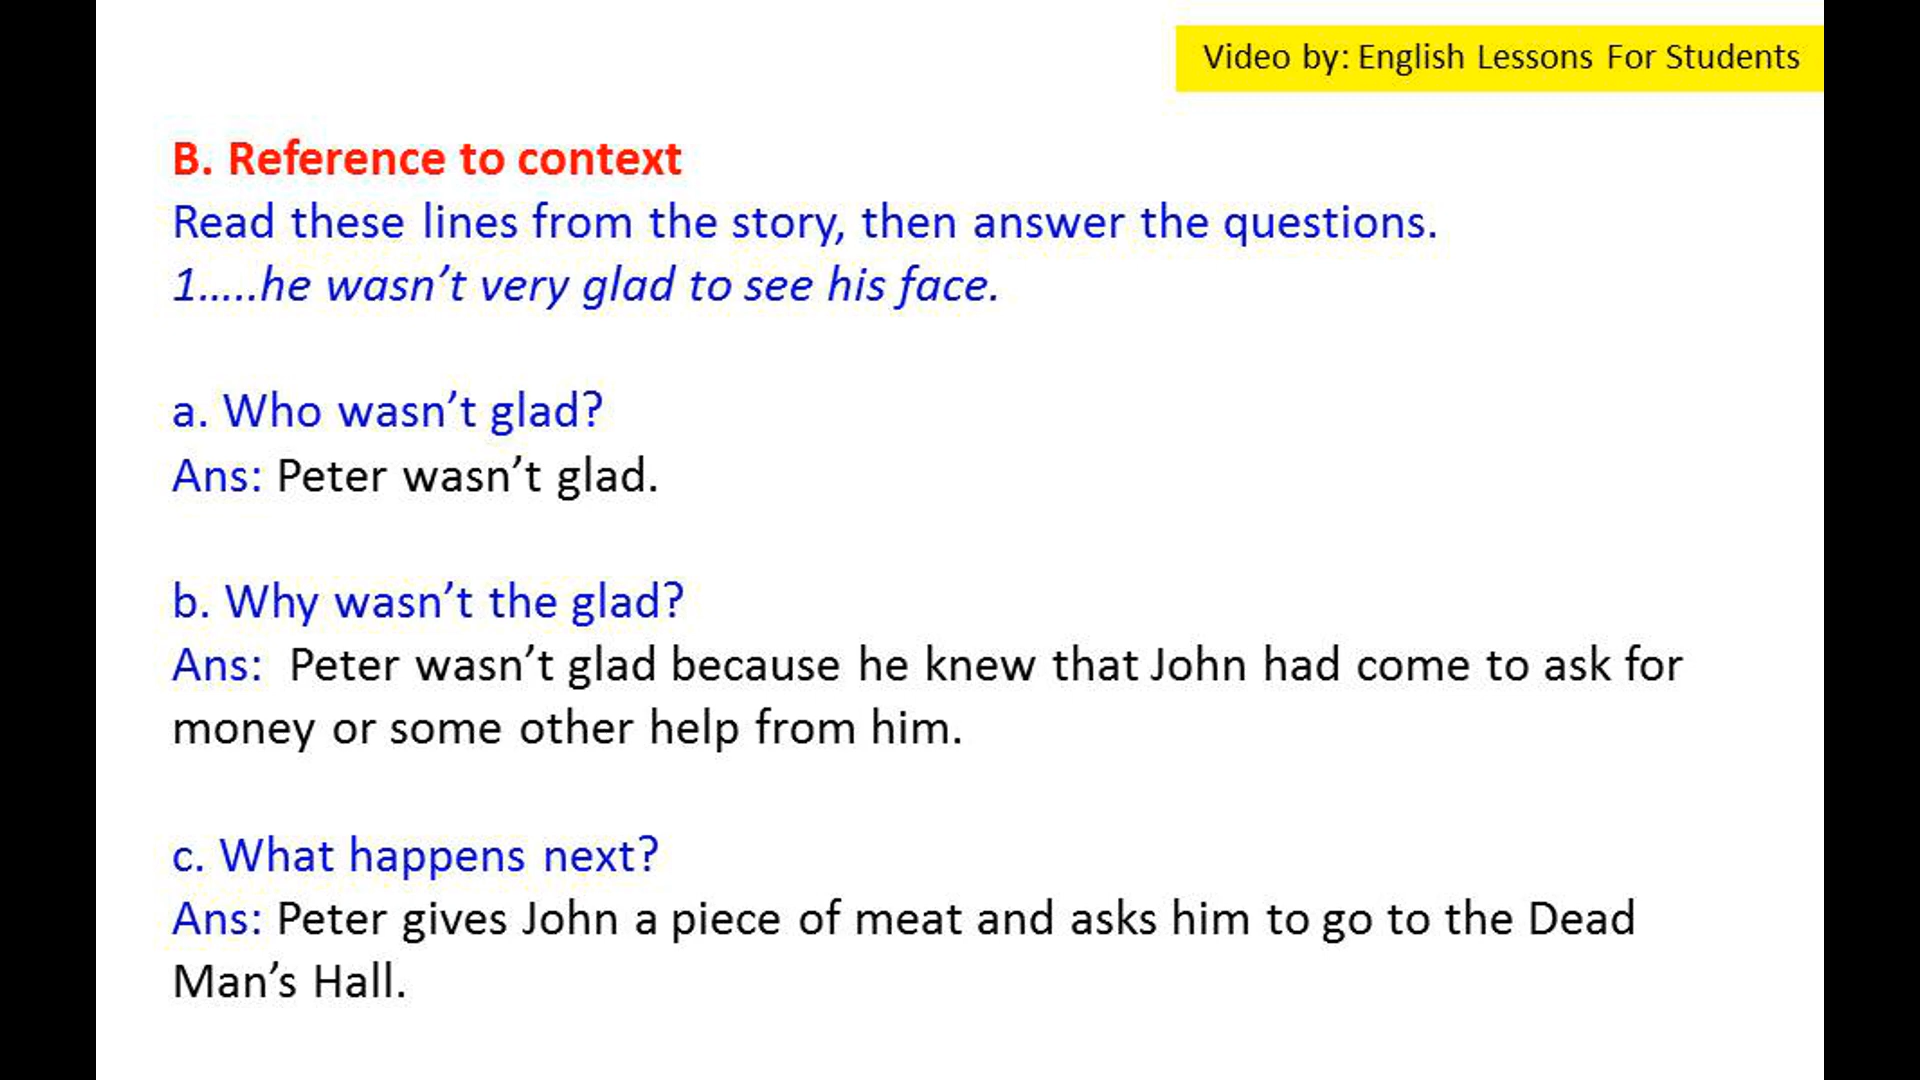 Video by: English Lessons For Students
B. Reference to context
Read these lines from the story, then answer the questions.
1…..he wasn’t very glad to see his face.
a. Who wasn’t glad?
Ans: Peter wasn’t glad.
b. Why wasn’t the glad?
Ans:  Peter wasn’t glad because he knew that John had come to ask for
money or some other help from him.
c. What happens next?
Ans: Peter gives John a piece of meat and asks him to go to the Dead
Man’s Hall.